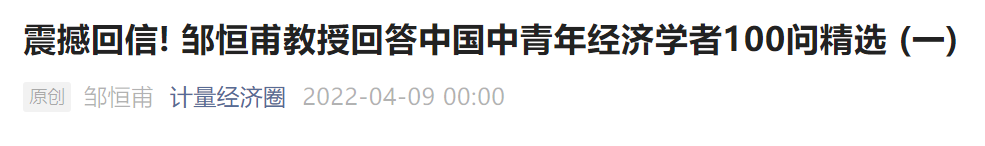 震撼回信! 邹恒甫教授回答中国中青年经济学者100问精选 (一)
原创 邹恒甫 计量经济圈 2022-04-09 00:00